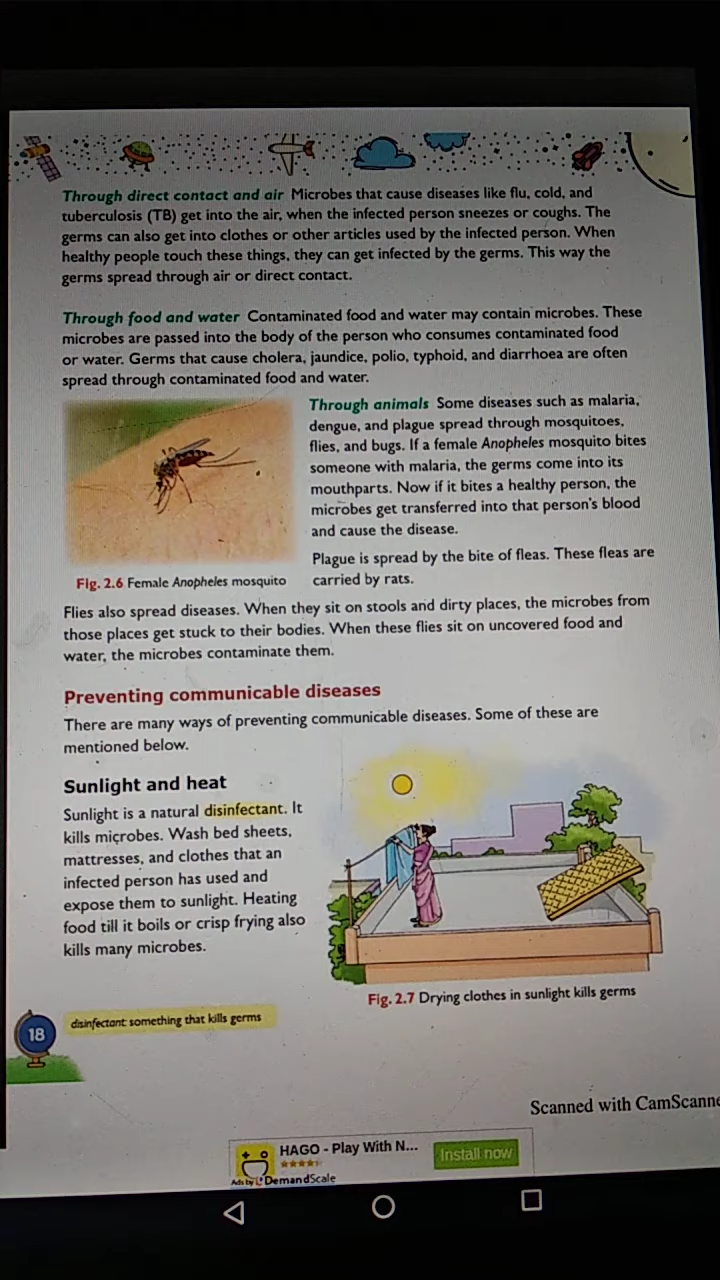 Through direct contact and air Microbes that cause diseases like flu, cold, and
tuberculosis (TB) get into the air, when the infected person sneezes or coughs. The
germs can also get into clothes or other articles used by the infected person. When
healthy people touch these things, they can get infected by the germs. This way the
germs spread through air or direct contact.
Through food and water Contaminated food and water may contain microbes. These
microbes are passed into the body of the person who consumes contaminated food
or water. Germs that cause cholera, jaundice, polio, typhoid, and diarrhoea are often
spread through contaminated food and water.
Through animals Some diseases such as malaria,
dengue, and plague spread through mosquitoes,
flies, and bugs. If a female Anopheles mosquito bites
someone with malaria, the germs come into its
mouthparts. Now if it bites a healthy person, the
microbes get transferred into that person's blood
and cause the disease.
Plague is spread by the bite of fleas. These fleas are
carried by rats.
Fig. 2.6 Female Anopheles mosquito
Flies also spread diseases. When they sit on stools and dirty places, the microbes from
those places get stuck to their bodies. When these flies sit on uncovered food and
water, the microbes contaminate them.
Preventing communicable diseases
There are many ways of preventing communicable diseases. Some of these are
mentioned below.
Sunlight and heat
Sunlight is a natural disinfectant. It
kills microbes. Wash bed sheets,
mattresses, and clothes that an
infected person has used and
expose them to sunlight. Heating
food till it boils or crisp frying also
kills many microbes.
Fig. 2.7 Drying clothes in sunlight kills germs
disinfectant: something that kills germs
18
Scanned with CamScanne
HAGO - Play With N...
Install now
Ads by DemandScale